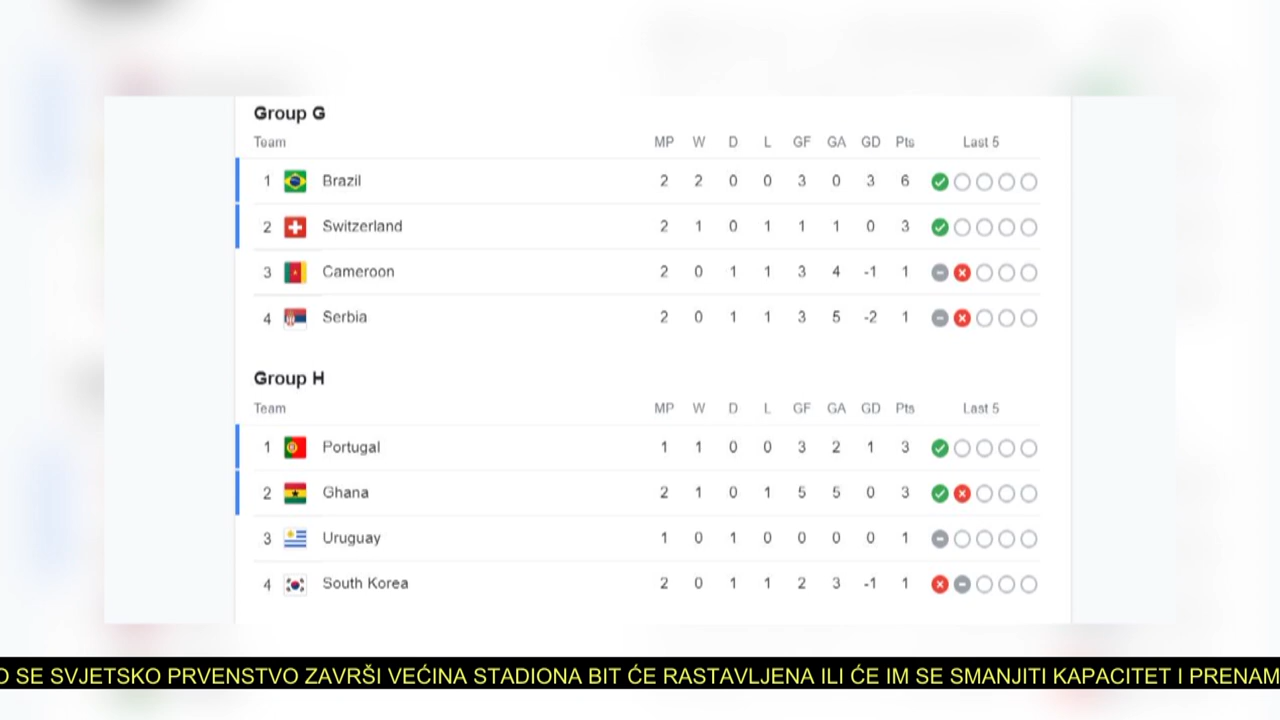 Group G
Team MP W D L GF GA GD Pts Last 5
1 Brazil 2 2 0 0 3 0 3 6
2 Switzerland 2 1 0 1 1 1 0 3
3 Cameroon 2 0 1 1 3 4 -1 1
4 Serbia 2 0 1 1 3 5 -2 1
Group H
Team MP W D L GF GA GD Pts Last 5
1 Portugal 1 1 0 0 3 2 1 3
2 Ghana 2 1 0 1 5 5 0 3
3 Uruguay 1 0 1 0 0 0 0 1
4 South Korea 2 0 1 1 2 3 -1 1
O SE SVJETSKO PRVENSTVO ZAVRŠI VEĆINA STADIONA BIT ĆE RASTAVLJENA ILI ĆE IM SE SMANJITI KAPACITET I PRENAM